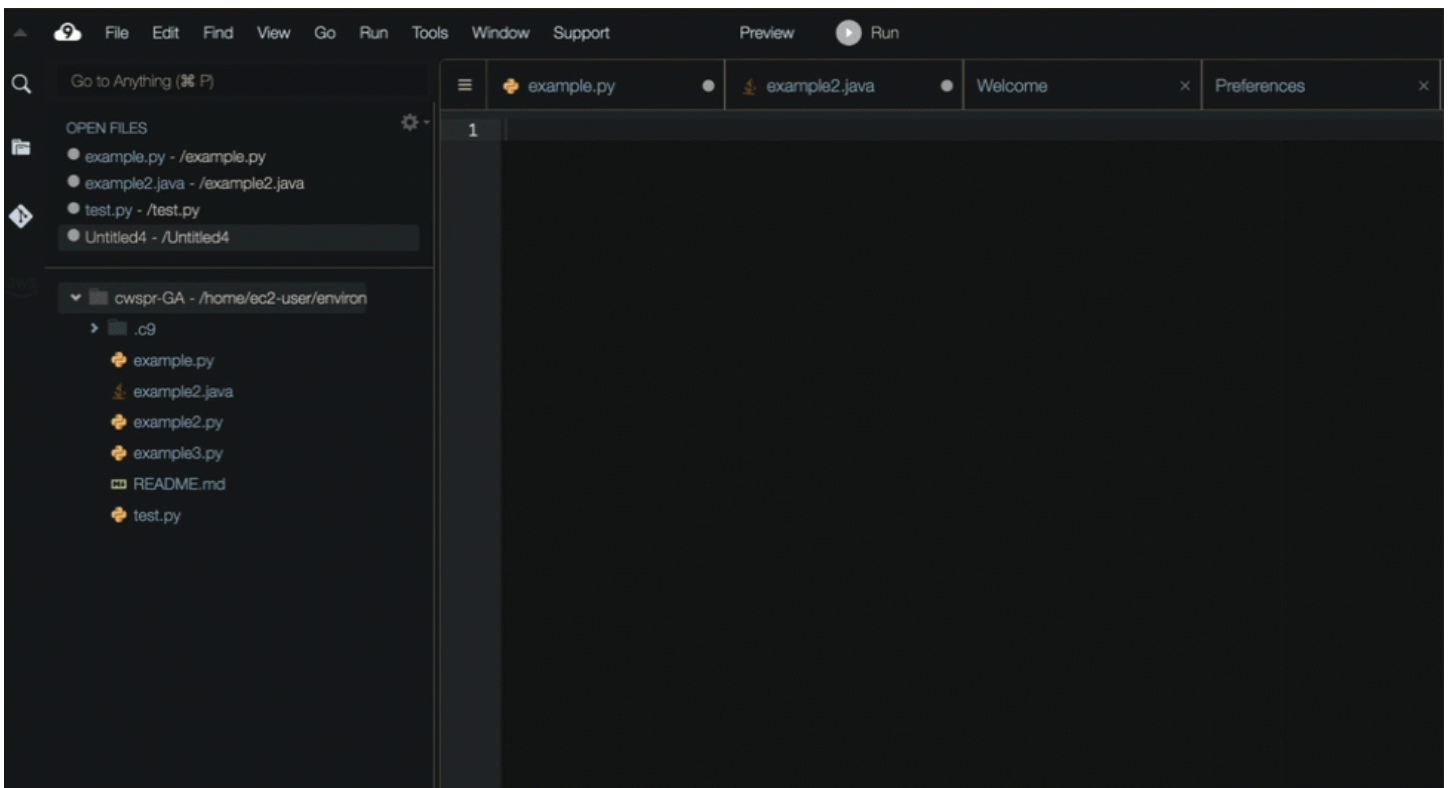 9 File Edit Find View Go Run Tools Window Support Preview Run
Go to Anything (⌘ P)
example.py example2.java Welcome Preferences
OPEN FILES
1
example.py - /example.py
example2.java - /example2.java
test.py - /test.py
Untitled4 - /Untitled4
aws
cwspr-GA - /home/ec2-user/environ
.c9
example.py
example2.java
example2.py
example3.py
README.md
test.py